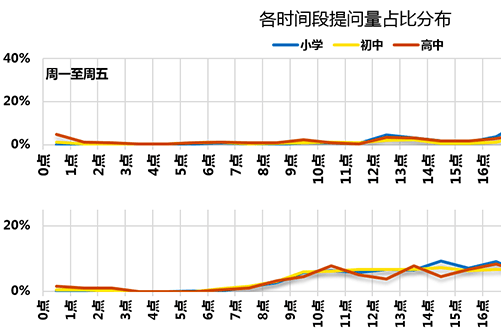 各时间段提问量占比分布
小学 初中 高中
40%
周一至周五
20%
0%
0点 1点 2点 3点 4点 5点 6点 7点 8点 9点 10点 11点 12点 13点 14点 15点 16点
20%
0%
0点 1点 2点 3点 4点 5点 6点 7点 8点 9点 10点 11点 12点 13点 14点 15点 16点